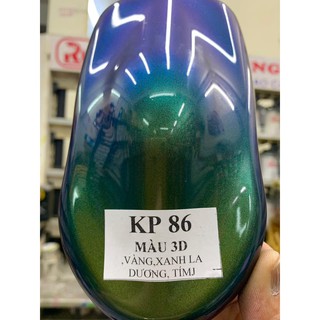 KP 86
MÀU 3D
,VÀNG,XANH LA
DƯƠNG, TÍMJ